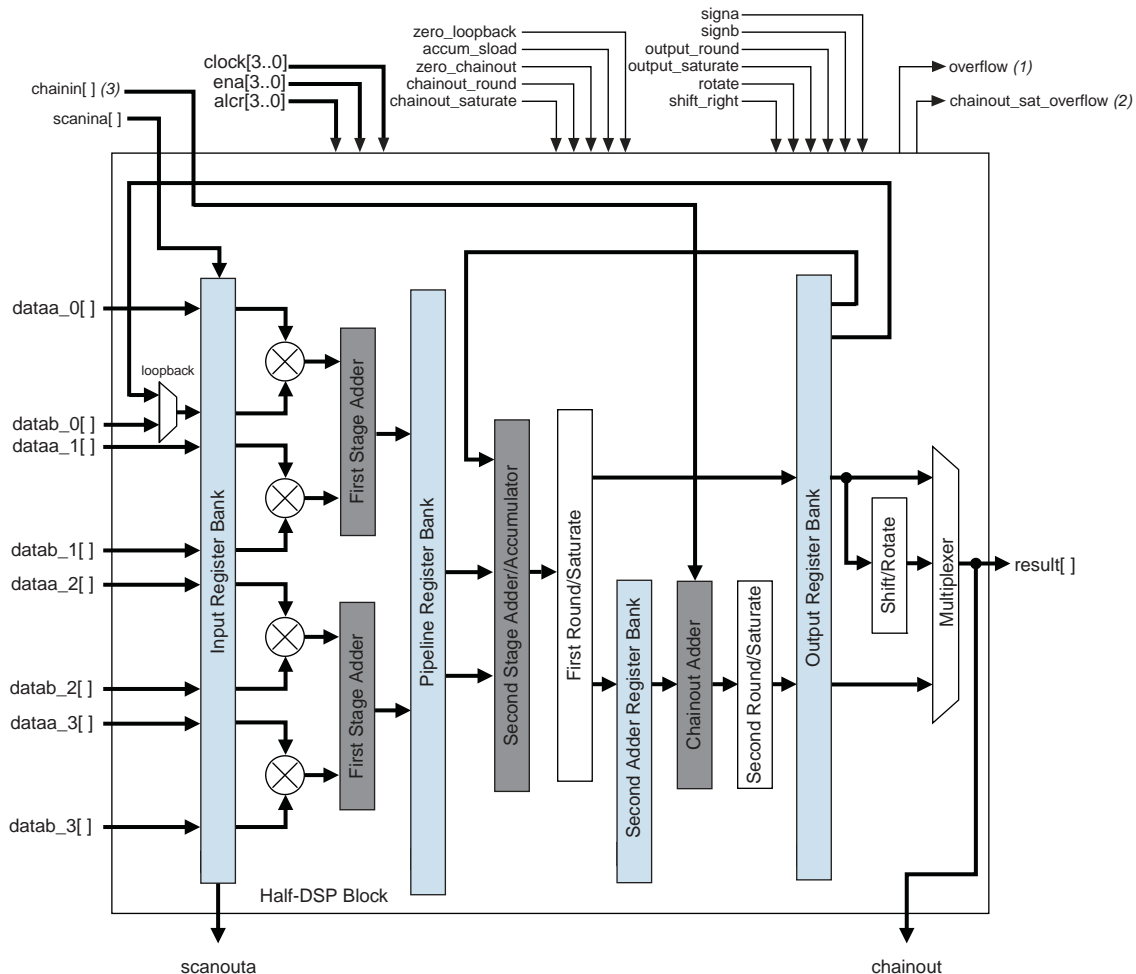 signa
signb
output_round
output_saturate
rotate
shift_right
zero_loopback
accum_sload
zero_chainout
chainout_round
chainout_saturate
clock[3..0]
ena[3..0]
alcr[3..0]
overflow (1)
chainout_sat_overflow (2)
chainin[ ] (3)
scanina[ ]
dataa_0[ ]
loopback
datab_0[ ]
dataa_1[ ]
datab_1[ ]
dataa_2[ ]
datab_2[ ]
dataa_3[ ]
datab_3[ ]
Input Register Bank
First Stage Adder
First Stage Adder
Pipeline Register Bank
Second Stage Adder/Accumulator
First Round/Saturate
Second Adder Register Bank
Chainout Adder
Second Round/Saturate
Output Register Bank
Shift/Rotate
Multiplexer
result[ ]
Half-DSP Block
scanouta
chainout